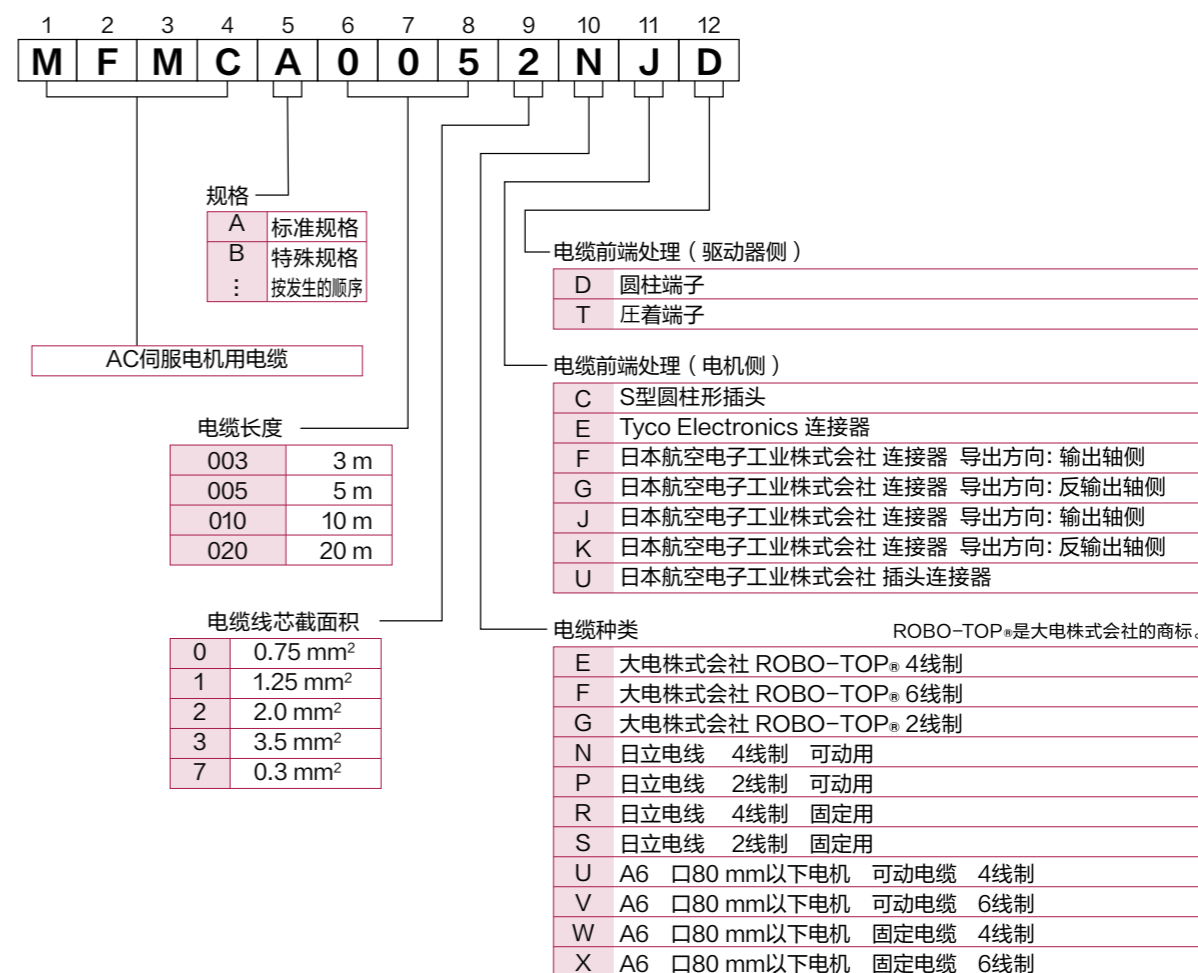 1 2 3 4 5 6 7 8 9 10 11 12
M F M C A 0 0 5 2 N J D
规格
A 标准规格
B 特殊规格
⋮ 按发生的顺序
AC伺服电机用电缆
电缆长度
003 3 m
005 5 m
010 10 m
020 20 m
电缆线芯截面积
0 0.75 mm²
1 1.25 mm²
2 2.0 mm²
3 3.5 mm²
7 0.3 mm²
电缆前端处理（驱动器侧）
D 圆柱端子
T 圧着端子
电缆前端处理（电机侧）
C S型圆柱形插头
E Tyco Electronics 连接器
F 日本航空电子工业株式会社 连接器 导出方向: 输出轴侧
G 日本航空电子工业株式会社 连接器 导出方向: 反输出轴侧
J 日本航空电子工业株式会社 连接器 导出方向: 输出轴侧
K 日本航空电子工业株式会社 连接器 导出方向: 反输出轴侧
U 日本航空电子工业株式会社 插头连接器
电缆种类 ROBO-TOP®是大电株式会社的商标。
E 大电株式会社 ROBO-TOP® 4线制
F 大电株式会社 ROBO-TOP® 6线制
G 大电株式会社 ROBO-TOP® 2线制
N 日立电线 4线制 可动用
P 日立电线 2线制 可动用
R 日立电线 4线制 固定用
S 日立电线 2线制 固定用
U A6 口80 mm以下电机 可动电缆 4线制
V A6 口80 mm以下电机 可动电缆 6线制
W A6 口80 mm以下电机 固定电缆 4线制
X A6 口80 mm以下电机 固定电缆 6线制